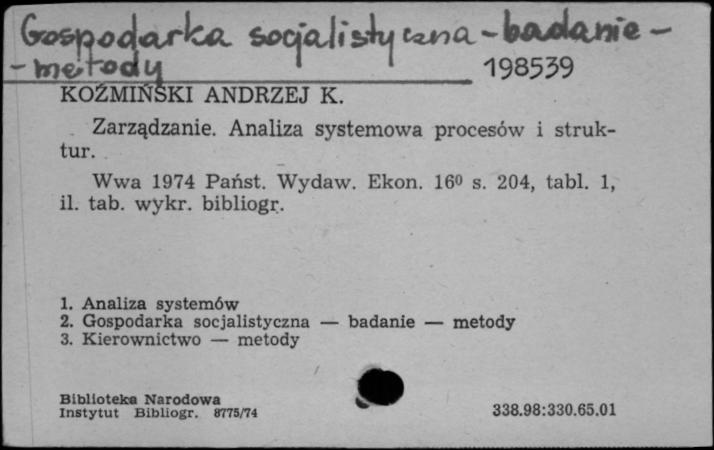 Gospodarka socjalistyczna - badanie -
- metody
198539
KOŹMIŃSKI ANDRZEJ K.
Zarządzanie. Analiza systemowa procesów i struk-
tur.
Wwa 1974 Państ. Wydaw. Ekon. 16⁰ s. 204, tabl. 1,
il. tab. wykr. bibliogr.
1. Analiza systemów
2. Gospodarka socjalistyczna — badanie — metody
3. Kierownictwo — metody
Biblioteka Narodowa
Instytut Bibliogr. 8775/74
338.98:330.65.01